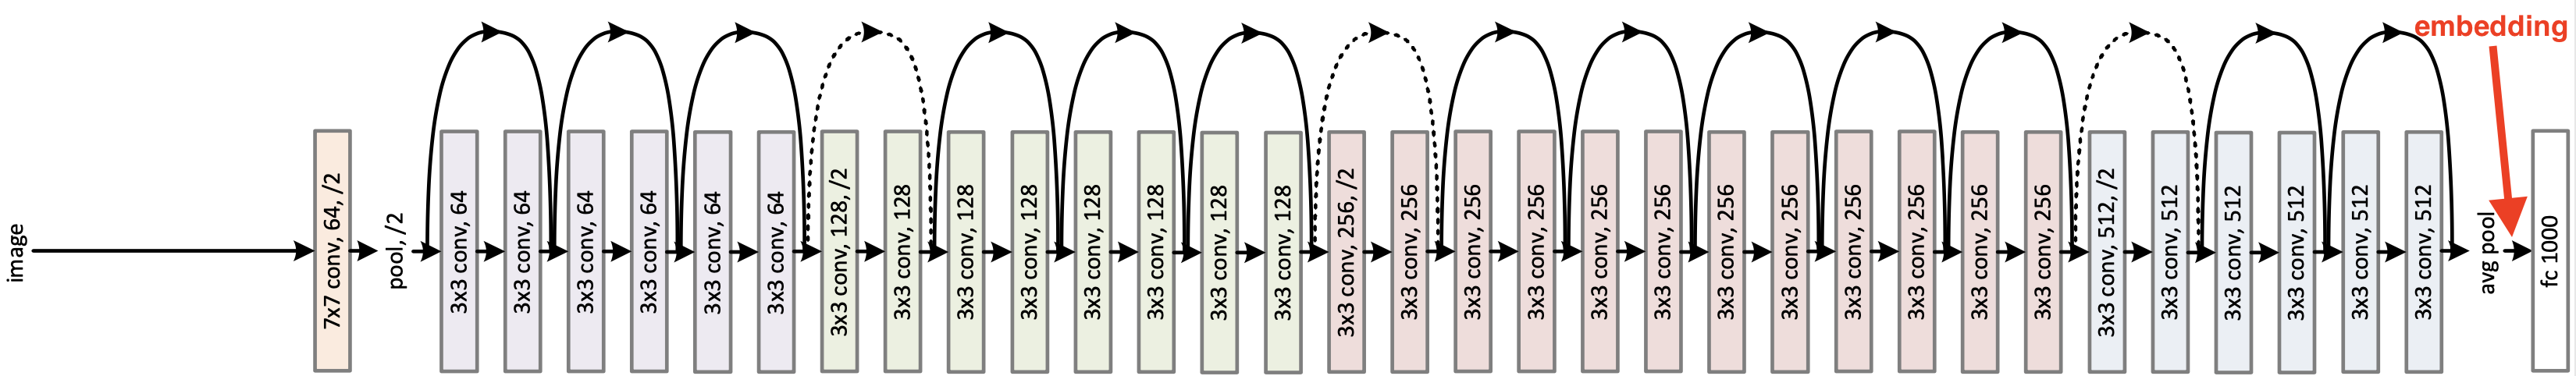 image
7x7 conv, 64, /2
pool, /2
3x3 conv, 64
3x3 conv, 64
3x3 conv, 64
3x3 conv, 64
3x3 conv, 64
3x3 conv, 64
3x3 conv, 128, /2
3x3 conv, 128
3x3 conv, 128
3x3 conv, 128
3x3 conv, 128
3x3 conv, 128
3x3 conv, 128
3x3 conv, 128
3x3 conv, 256, /2
3x3 conv, 256
3x3 conv, 256
3x3 conv, 256
3x3 conv, 256
3x3 conv, 256
3x3 conv, 256
3x3 conv, 256
3x3 conv, 256
3x3 conv, 256
3x3 conv, 256
3x3 conv, 256
3x3 conv, 512, /2
3x3 conv, 512
3x3 conv, 512
3x3 conv, 512
3x3 conv, 512
3x3 conv, 512
avg pool
embedding
fc 1000